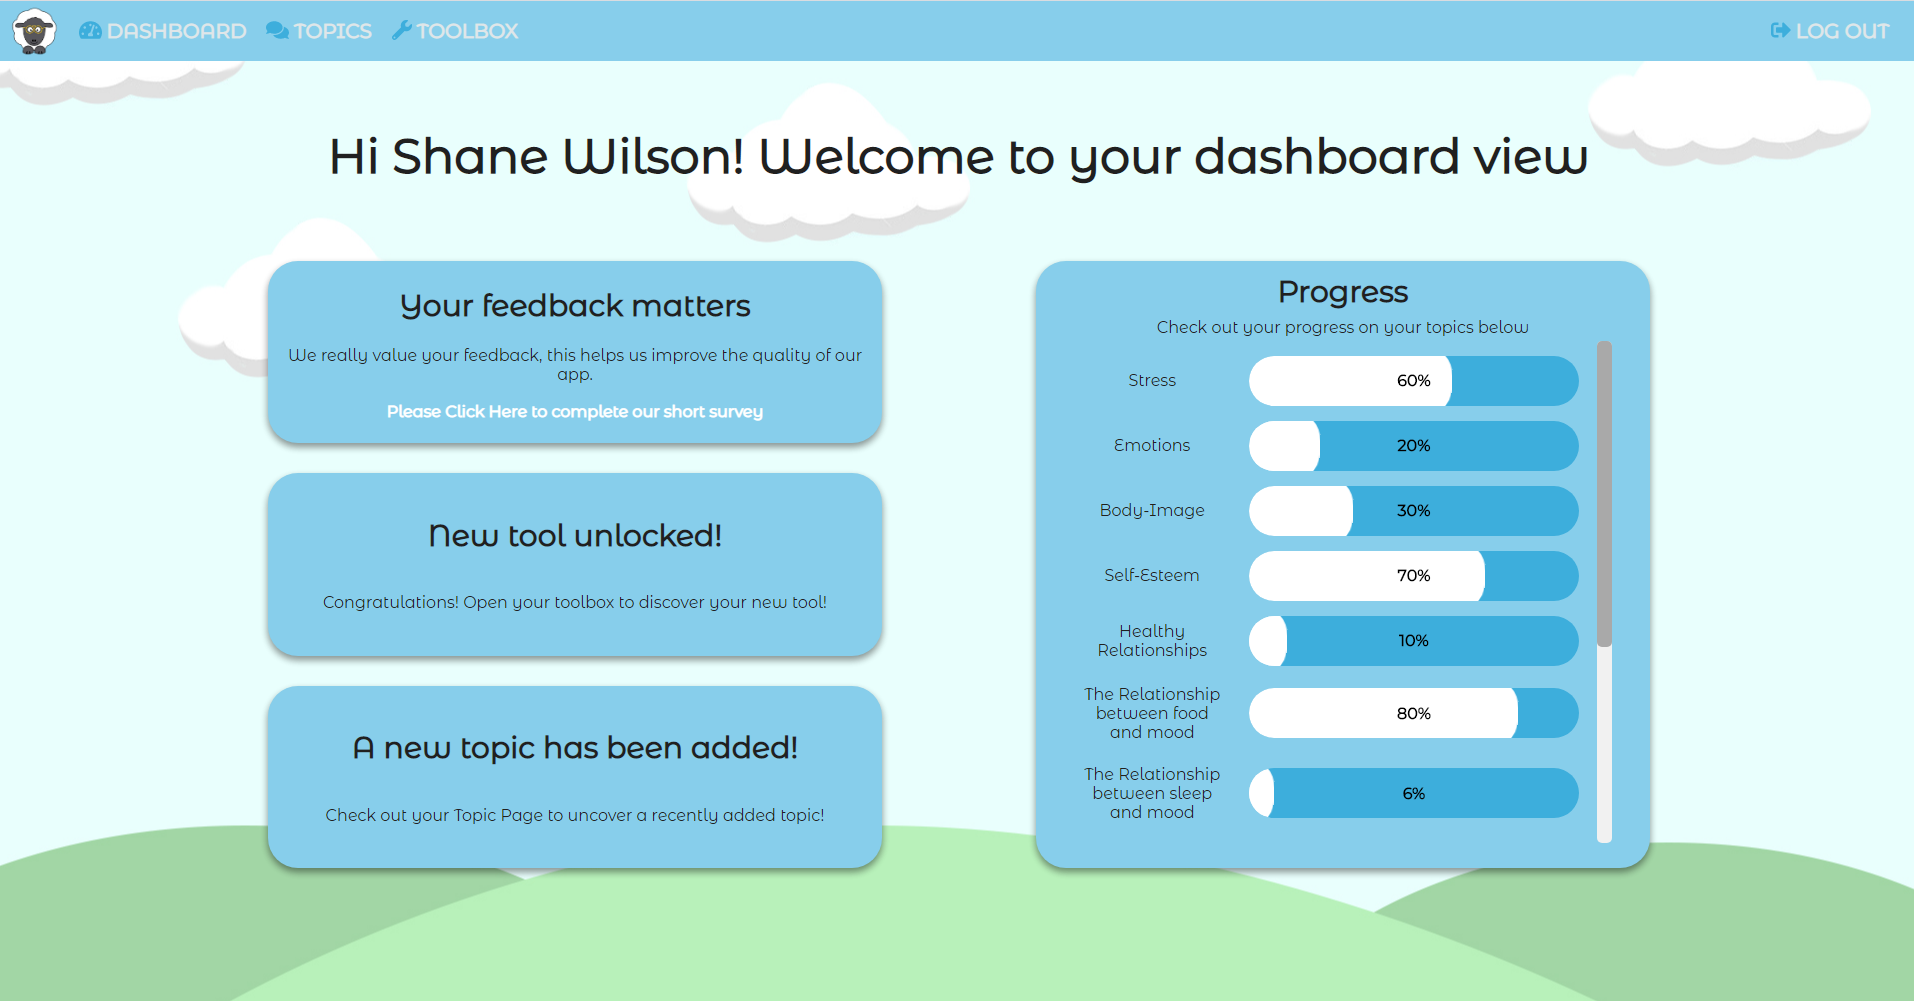 DASHBOARD TOPICS TOOLBOX LOG OUT
Hi Shane Wilson! Welcome to your dashboard view
Your feedback matters
We really value your feedback, this helps us improve the quality of our
app.
Please Click Here to complete our short survey
New tool unlocked!
Congratulations! Open your toolbox to discover your new tool!
A new topic has been added!
Check out your Topic Page to uncover a recently added topic!
Progress
Check out your progress on your topics below
Stress 60%
Emotions 20%
Body-Image 30%
Self-Esteem 70%
Healthy
Relationships 10%
The Relationship
between food 80%
and mood
The Relationship
between sleep 6%
and mood